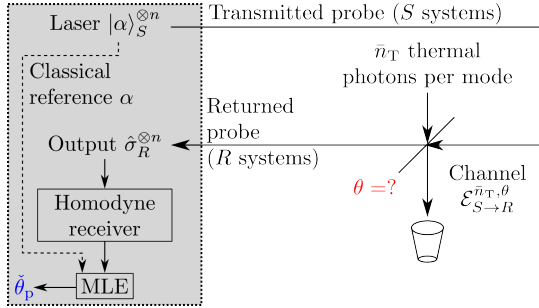 Laser |α⟩_S^{⊗n}
Transmitted probe (S systems)
Classical
reference α
n̄_T thermal
photons per mode
Returned
probe
(R systems)
Output σ̂_R^{⊗n}
θ =?
Channel
ℰ_{S→R}^{n̄_T,θ}
Homodyne
receiver
MLE
θ̌_p